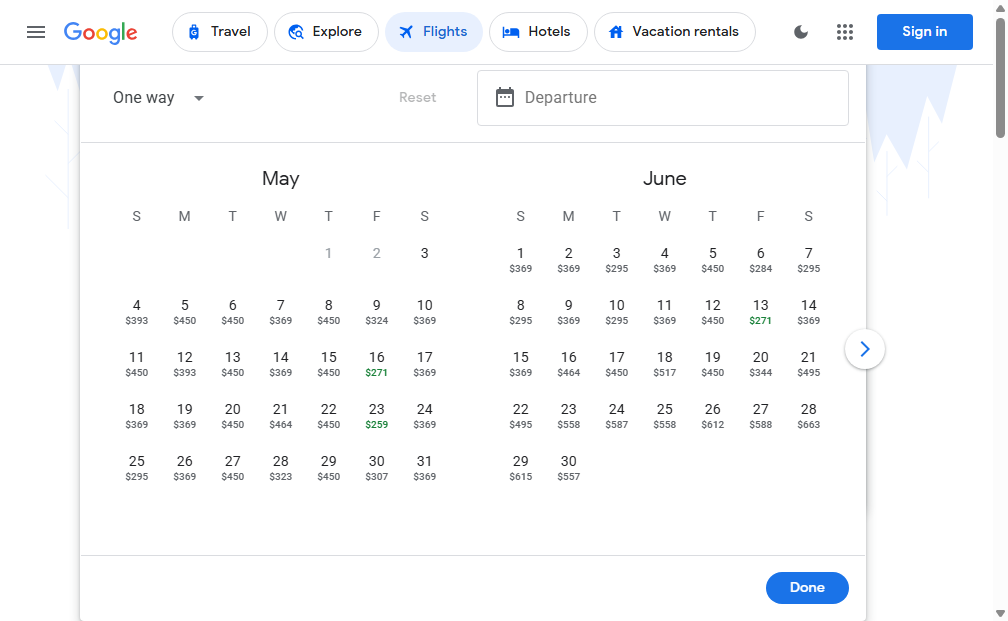 Google Travel Explore Flights Hotels Vacation rentals Sign in
One way Reset Departure
May
S M T W T F S
1 2 3
4 5 6 7 8 9 10
$393 $450 $450 $369 $450 $324 $369
11 12 13 14 15 16 17
$450 $393 $450 $369 $450 $271 $369
18 19 20 21 22 23 24
$369 $369 $450 $464 $450 $259 $369
25 26 27 28 29 30 31
$295 $369 $450 $323 $450 $307 $369
June
S M T W T F S
1 2 3 4 5 6 7
$369 $369 $295 $369 $450 $284 $295
8 9 10 11 12 13 14
$295 $369 $295 $369 $450 $271 $369
15 16 17 18 19 20 21
$369 $464 $450 $517 $450 $344 $495
22 23 24 25 26 27 28
$495 $558 $587 $558 $612 $588 $663
29 30
$615 $557
Done